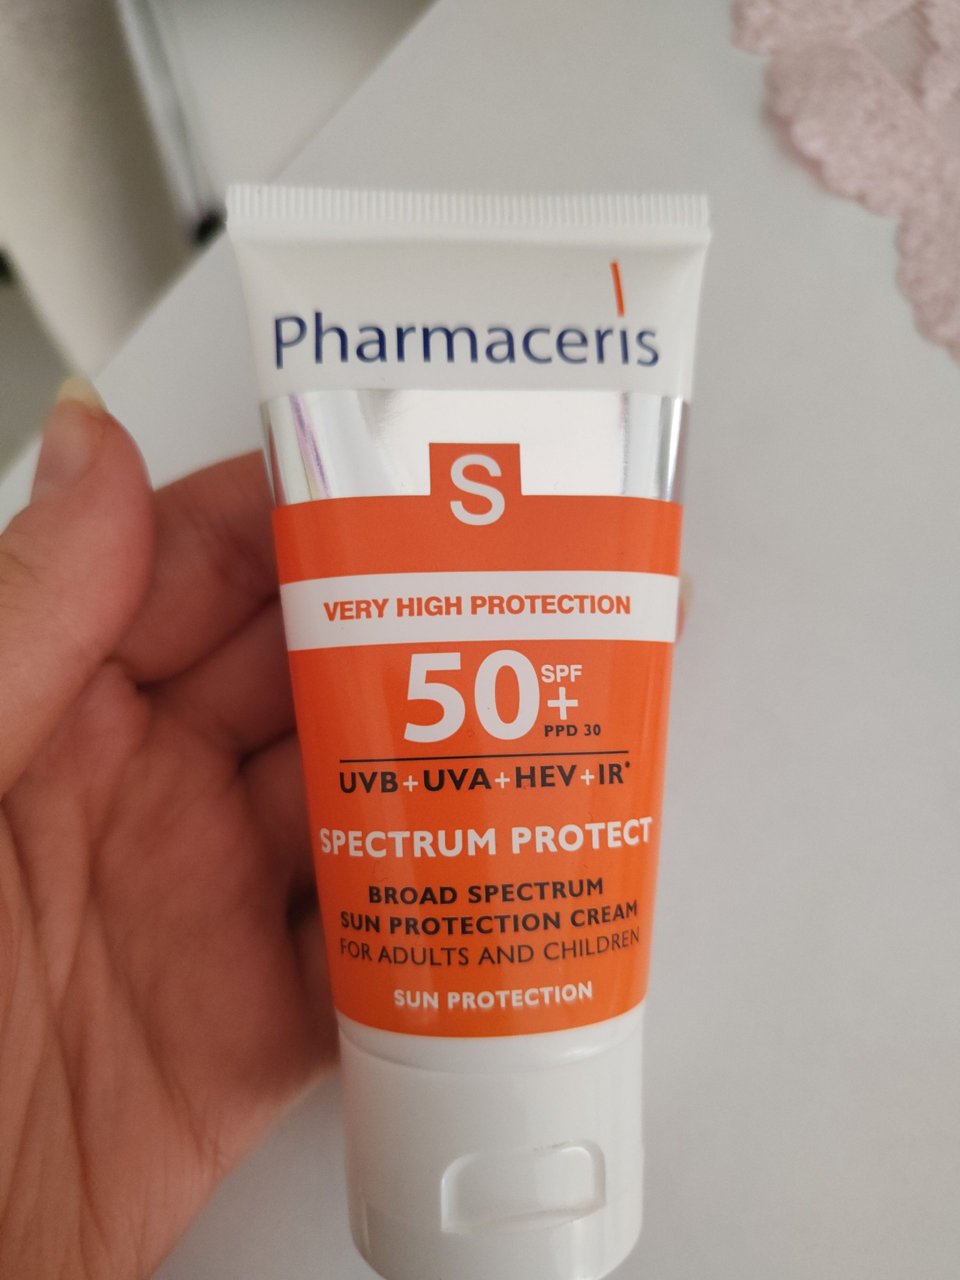 Pharmaceris
S
VERY HIGH PROTECTION
50 SPF
+
PPD 30
UVB+UVA+HEV+IR*
SPECTRUM PROTECT
BROAD SPECTRUM
SUN PROTECTION CREAM
FOR ADULTS AND CHILDREN
SUN PROTECTION